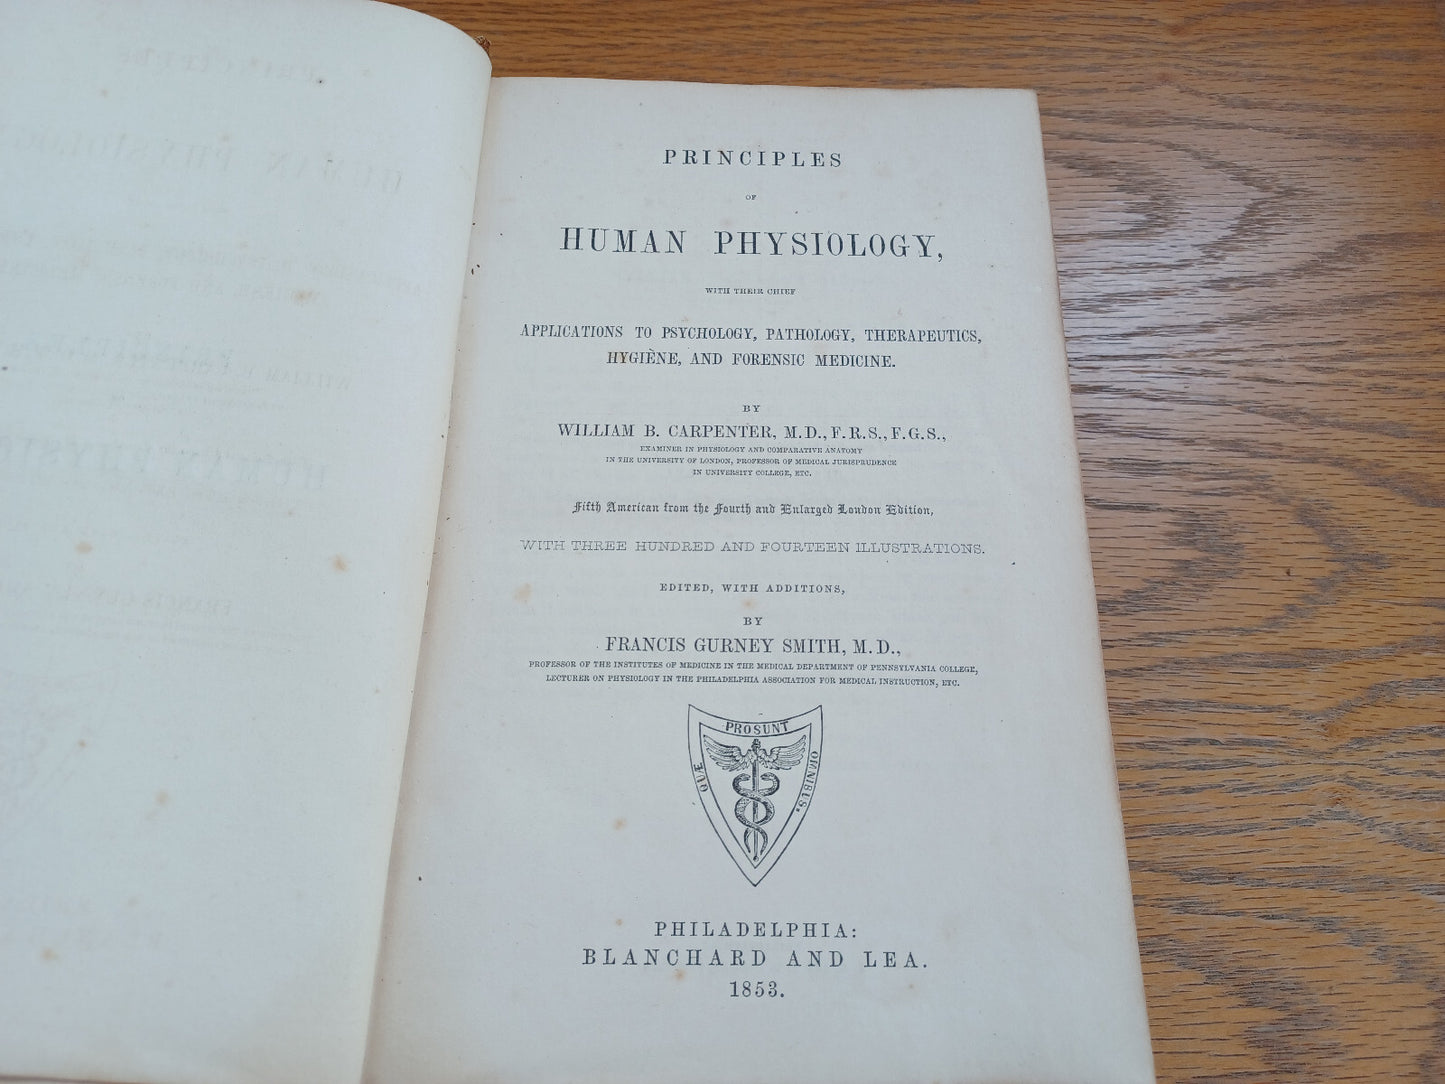 PRINCIPLES
OF
HUMAN PHYSIOLOGY,
WITH THEIR CHIEF
APPLICATIONS TO PSYCHOLOGY, PATHOLOGY, THERAPEUTICS,
HYGIÈNE, AND FORENSIC MEDICINE.
BY
WILLIAM B. CARPENTER, M.D., F.R.S., F.G.S.,
EXAMINER IN PHYSIOLOGY AND COMPARATIVE ANATOMY
IN THE UNIVERSITY OF LONDON, PROFESSOR OF MEDICAL JURISPRUDENCE
IN UNIVERSITY COLLEGE, ETC.
Fifth American from the Fourth and Enlarged London Edition,
WITH THREE HUNDRED AND FOURTEEN ILLUSTRATIONS.
EDITED, WITH ADDITIONS,
BY
FRANCIS GURNEY SMITH, M.D.,
PROFESSOR OF THE INSTITUTES OF MEDICINE IN THE MEDICAL DEPARTMENT OF PENNSYLVANIA COLLEGE,
LECTURER ON PHYSIOLOGY IN THE PHILADELPHIA ASSOCIATION FOR MEDICAL INSTRUCTION, ETC.
QUÆ PROSUNT OMNIBUS.
PHILADELPHIA:
BLANCHARD AND LEA.
1853.